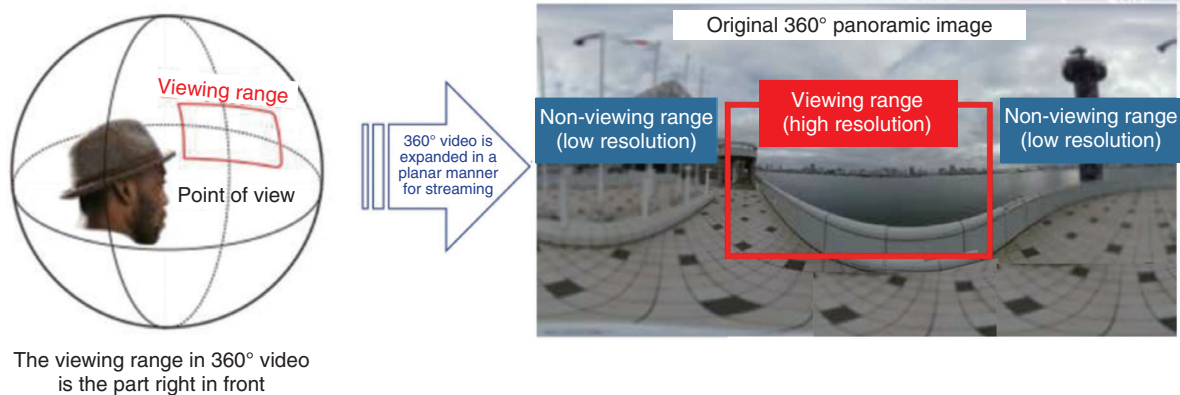 Viewing range
Point of view
The viewing range in 360° video
is the part right in front
360° video is
expanded in a
planar manner
for streaming
Original 360° panoramic image
Non-viewing range
(low resolution)
Viewing range
(high resolution)
Non-viewing range
(low resolution)